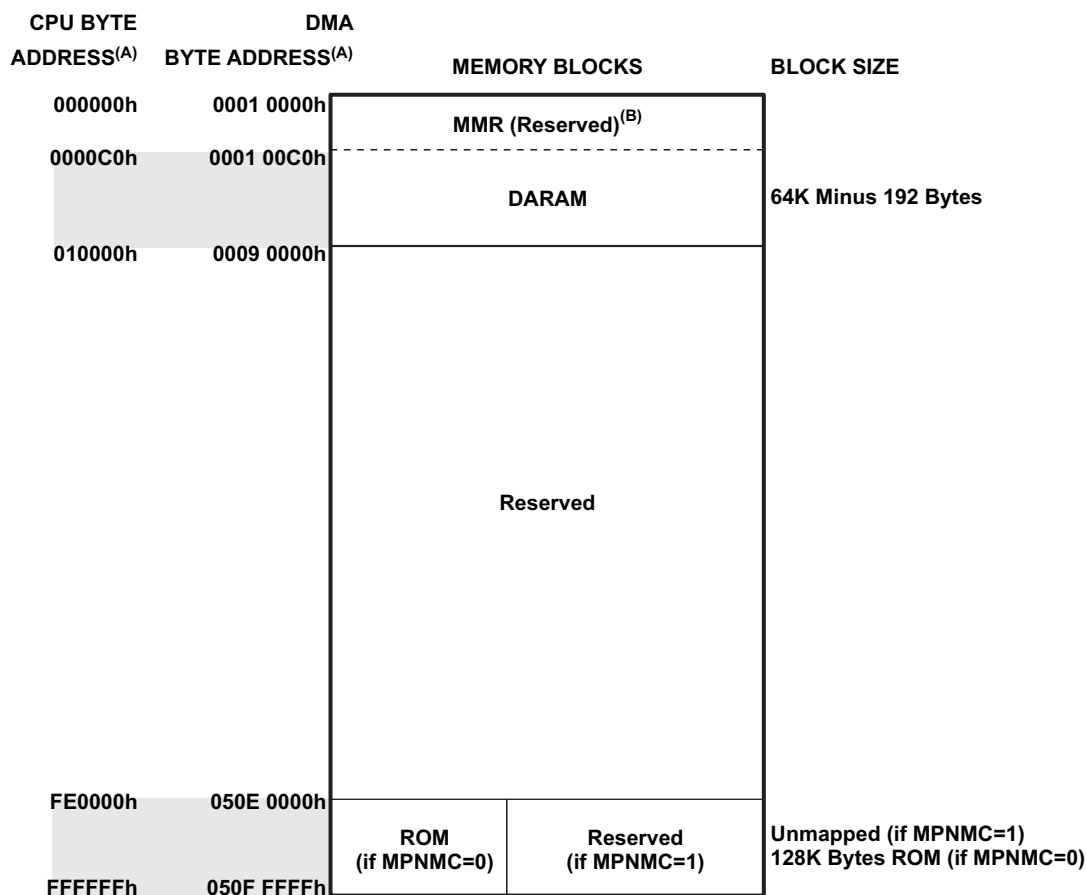 CPU BYTE DMA
ADDRESS(A) BYTE ADDRESS(A) MEMORY BLOCKS BLOCK SIZE
000000h 0001 0000h
MMR (Reserved)(B)
0000C0h 0001 00C0h
DARAM 64K Minus 192 Bytes
010000h 0009 0000h
Reserved
FE0000h 050E 0000h
ROM Reserved Unmapped (if MPNMC=1)
(if MPNMC=0) (if MPNMC=1) 128K Bytes ROM (if MPNMC=0)
FFFFFFh 050F FFFFh